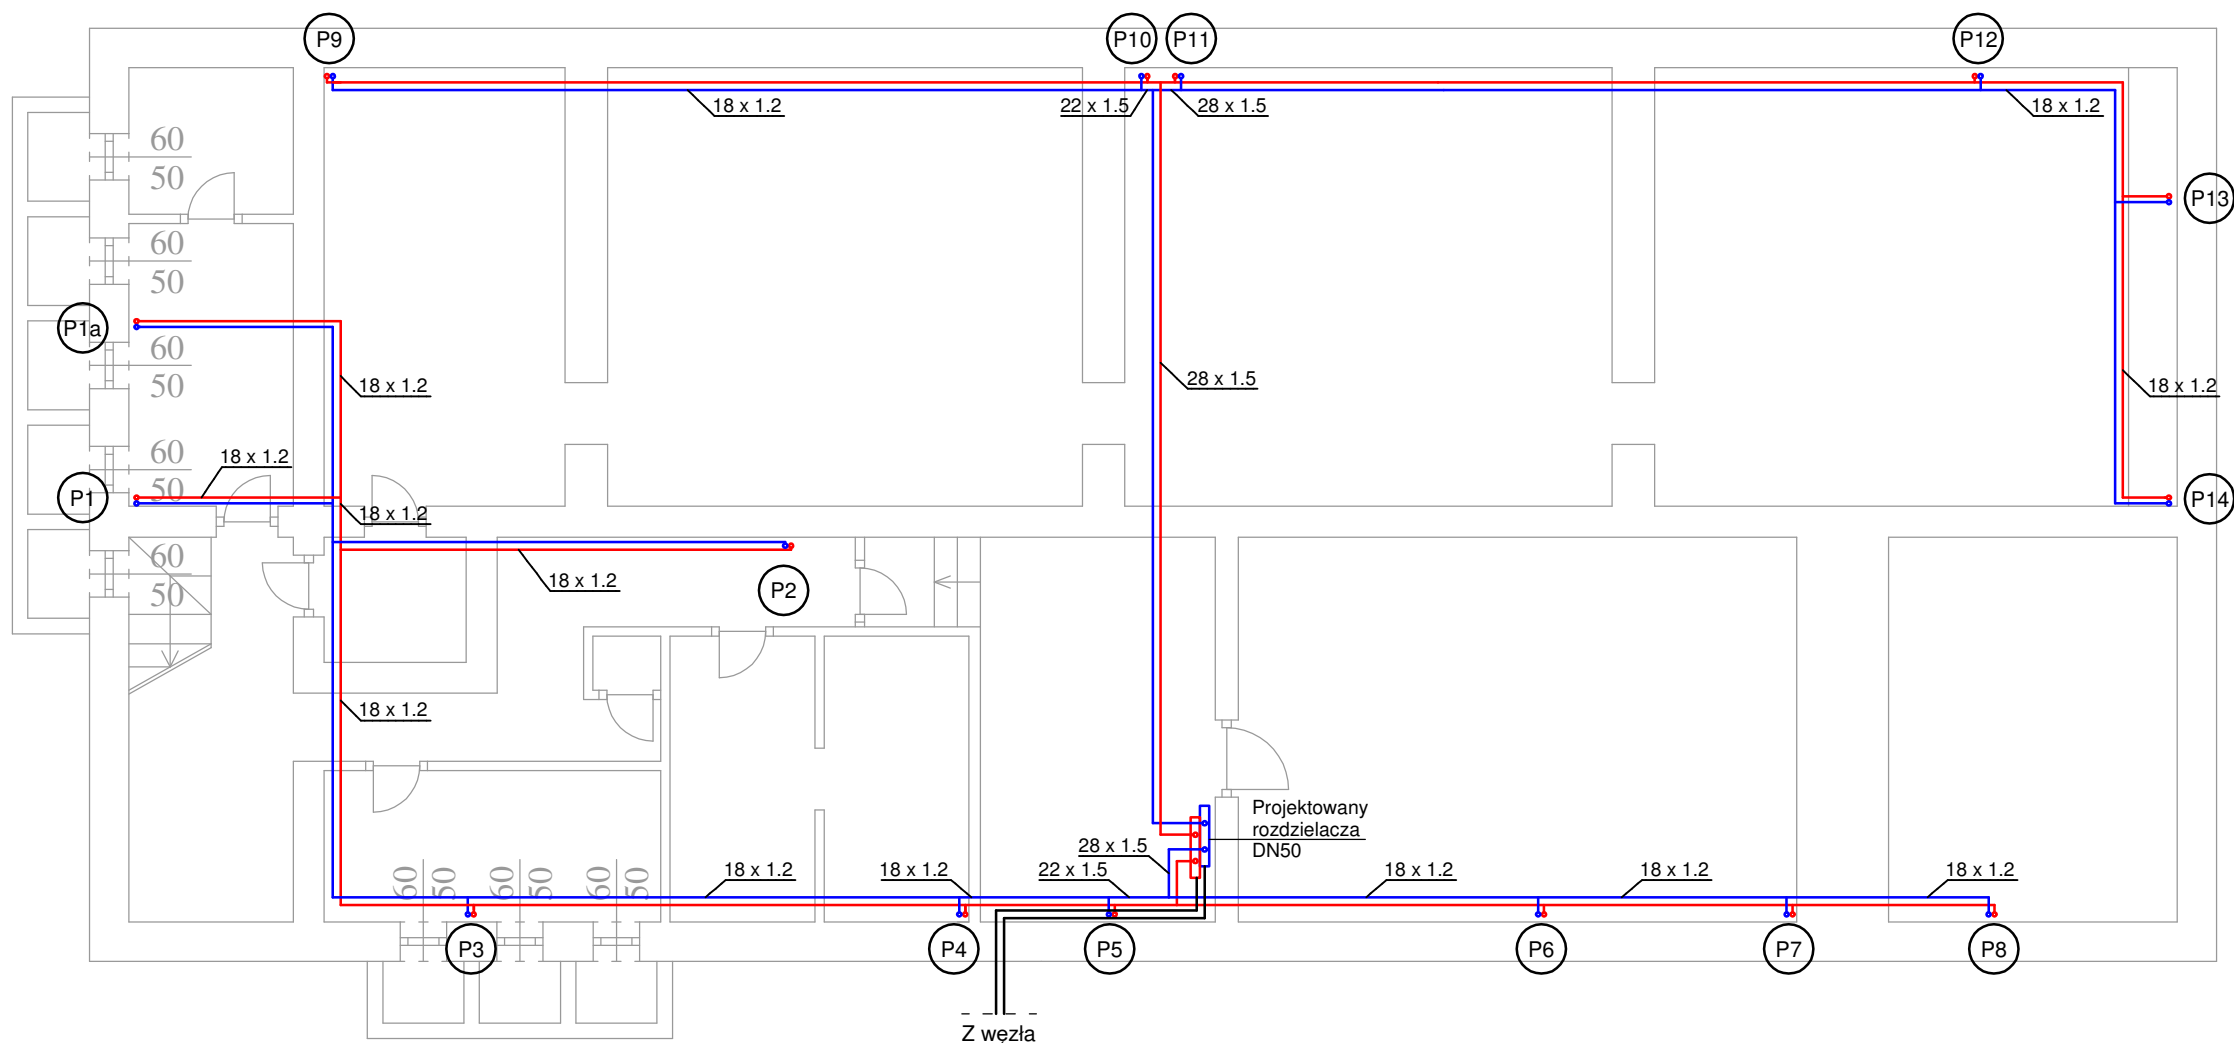 P9
P10
P11
P12
18 x 1.2
22 x 1.5
28 x 1.5
18 x 1.2
60
50
P13
60
50
P1a
60
50
18 x 1.2
28 x 1.5
18 x 1.2
60
50
18 x 1.2
P1
18 x 1.2
P14
60
50
18 x 1.2
P2
18 x 1.2
Projektowany
rozdzielacza
DN50
28 x 1.5
60
50
60
50
60
50
18 x 1.2
18 x 1.2
22 x 1.5
18 x 1.2
18 x 1.2
18 x 1.2
P3
P4
P5
P6
P7
P8
Z węzła